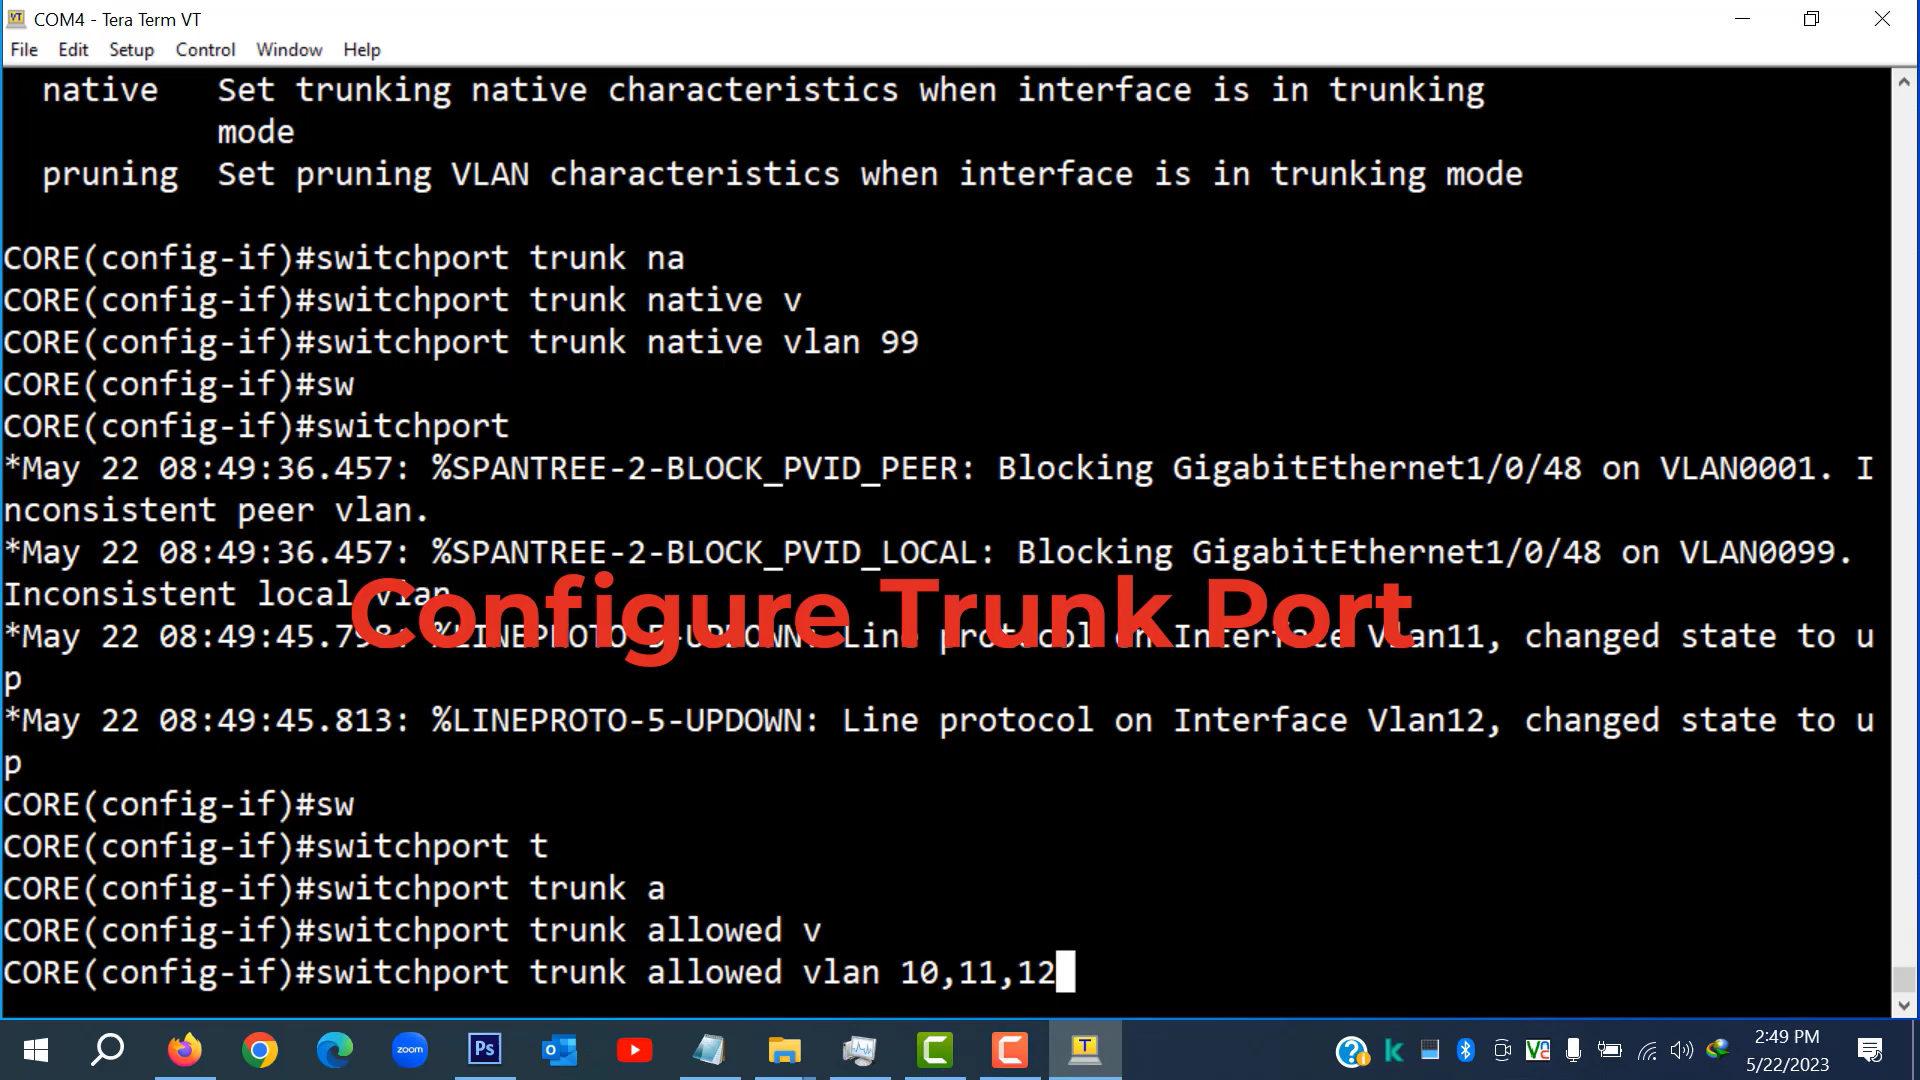 COM4 - Tera Term VT
File Edit Setup Control Window Help
native Set trunking native characteristics when interface is in trunking
mode
pruning Set pruning VLAN characteristics when interface is in trunking mode
CORE(config-if)#switchport trunk na
CORE(config-if)#switchport trunk native v
CORE(config-if)#switchport trunk native vlan 99
CORE(config-if)#sw
CORE(config-if)#switchport
*May 22 08:49:36.457: %SPANTREE-2-BLOCK_PVID_PEER: Blocking GigabitEthernet1/0/48 on VLAN0001. I
nconsistent peer vlan.
*May 22 08:49:36.457: %SPANTREE-2-BLOCK_PVID_LOCAL: Blocking GigabitEthernet1/0/48 on VLAN0099.
Inconsistent local vlan.
Configure Trunk Port
*May 22 08:49:45.793: %LINEPROTO-5-UPDOWN: Line protocol on Interface Vlan11, changed state to u
p
*May 22 08:49:45.813: %LINEPROTO-5-UPDOWN: Line protocol on Interface Vlan12, changed state to u
p
CORE(config-if)#sw
CORE(config-if)#switchport t
CORE(config-if)#switchport trunk a
CORE(config-if)#switchport trunk allowed v
CORE(config-if)#switchport trunk allowed vlan 10,11,12
zoom
Ps
2:49 PM
5/22/2023